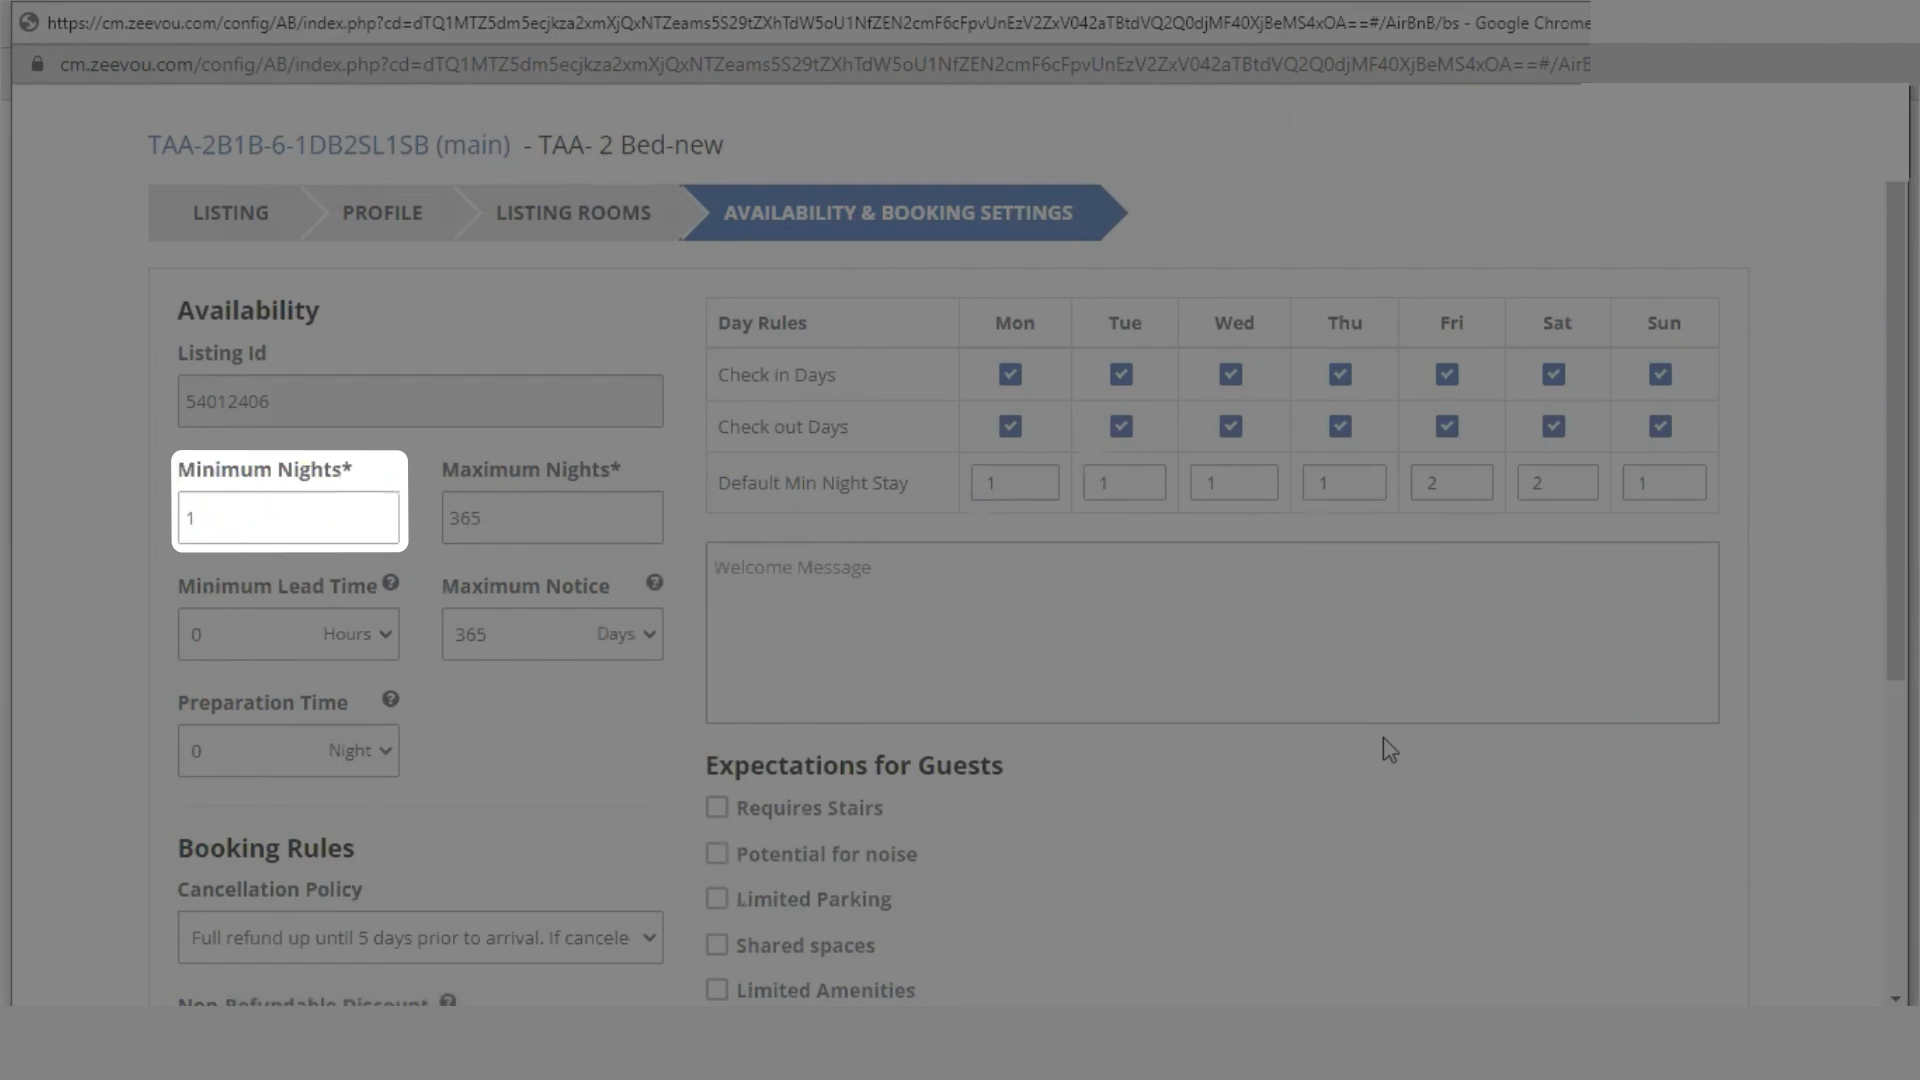 https://cm.zeevou.com/config/AB/index.php?cd=dTQ1MTZ5dm5ecjkza2xmXjQxNTZeams5S29tZXhTdW5oU1NfZEN2cmF6cFpvUnEzV2ZxV042aTBtdVQ2Q0djMF40XjBeMS4xOA==#/AirBnB/bs - Google Chrome
cm.zeevou.com/config/AB/index.php?cd=dTQ1MTZ5dm5ecjkza2xmXjQxNTZeams5S29tZXhTdW5oU1NfZEN2cmF6cFpvUnEzV2ZxV042aTBtdVQ2Q0djMF40XjBeMS4xOA==#/AirB
TAA-2B1B-6-1DB2SL1SB (main) - TAA- 2 Bed-new
LISTING PROFILE LISTING ROOMS AVAILABILITY & BOOKING SETTINGS
Availability
Listing Id
54012406
Minimum Nights* Maximum Nights*
1 365
Minimum Lead Time Maximum Notice
0 Hours 365 Days
Preparation Time
0 Night
Booking Rules
Cancellation Policy
Full refund up until 5 days prior to arrival. If cancele
Non-Refundable Discount
Day Rules Mon Tue Wed Thu Fri Sat Sun
Check in Days
Check out Days
Default Min Night Stay 1 1 1 1 2 2 1
Welcome Message
Expectations for Guests
Requires Stairs
Potential for noise
Limited Parking
Shared spaces
Limited Amenities